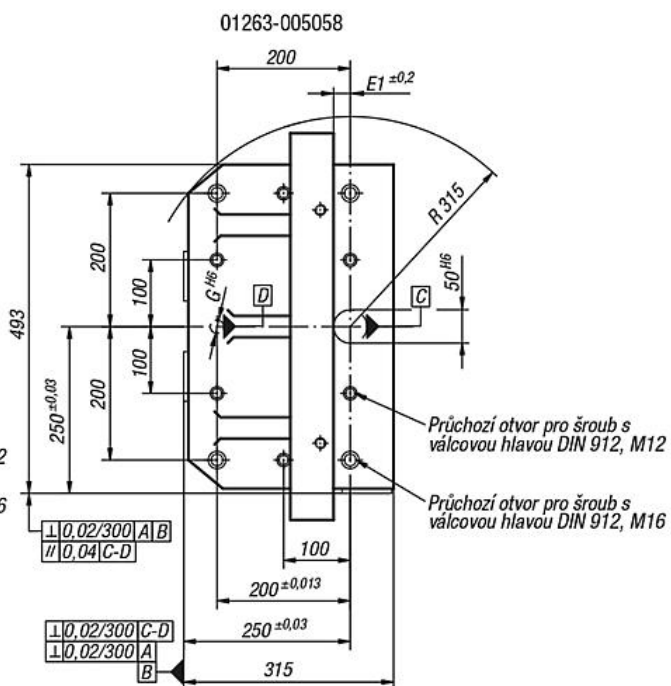 01263-005058
200
E1 ±0,2
R 315
50 H6
493
200
100
G H6
D
C
100
200
250 ±0,03
Průchozí otvor pro šroub s
válcovou hlavou DIN 912, M12
Průchozí otvor pro šroub s
válcovou hlavou DIN 912, M16
2
6
⊥ 0,02/300 A B
// 0,04 C-D
100
200 ±0,013
250 ±0,03
315
⊥ 0,02/300 C-D
⊥ 0,02/300 A
B